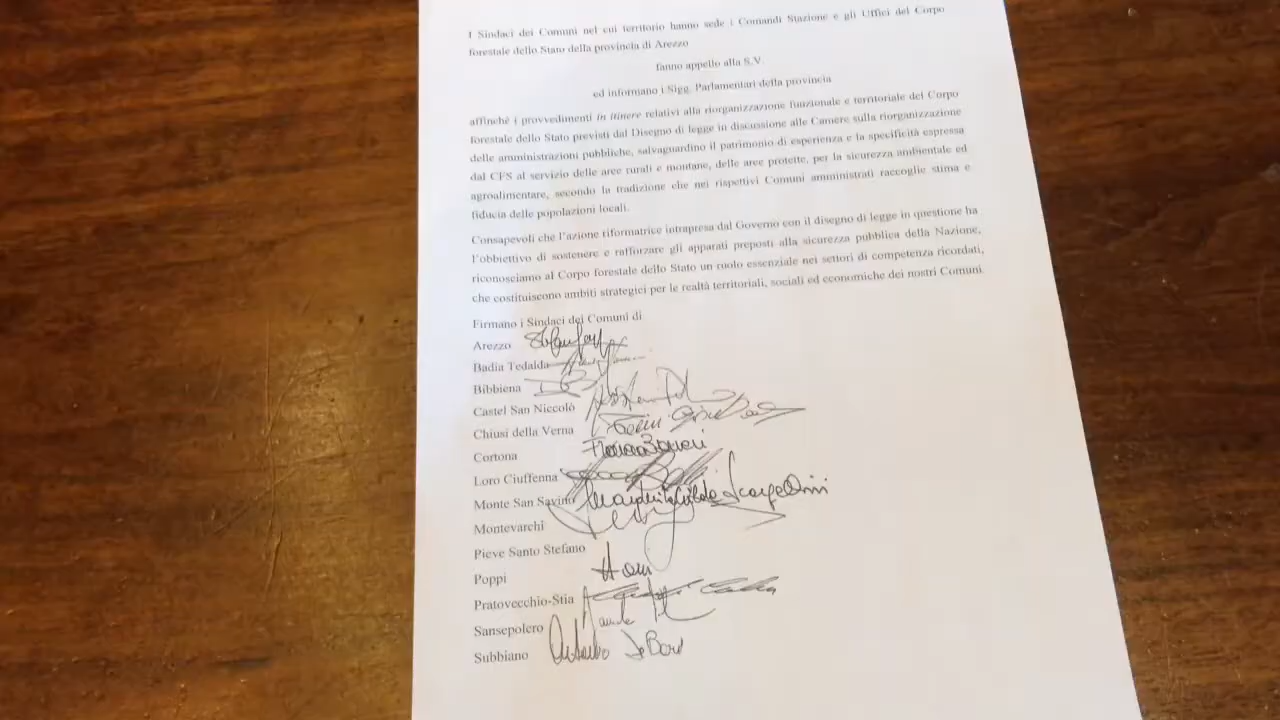 I Sindaci dei Comuni nel cui territorio hanno sede i Comandi Stazione e gli Uffici del Corpo
forestale dello Stato della provincia di Arezzo
fanno appello alla S.V.
ed informano i Sigg. Parlamentari della provincia
affinché i provvedimenti in itinere relativi alla riorganizzazione funzionale e territoriale del Corpo
forestale dello Stato previsti dal Disegno di legge in discussione alle Camere sulla riorganizzazione
delle amministrazioni pubbliche, salvaguardino il patrimonio di esperienza e la specificità espressa
dal CFS al servizio delle aree rurali e montane, delle aree protette, per la sicurezza ambientale ed
agroalimentare, secondo la tradizione che nei rispettivi Comuni amministrati raccoglie stima e
fiducia delle popolazioni locali.
Consapevoli che l'azione riformatrice intrapresa dal Governo con il disegno di legge in questione ha
l'obbiettivo di sostenere e rafforzare gli apparati preposti alla sicurezza pubblica della Nazione,
riconosciamo al Corpo forestale dello Stato un ruolo essenziale nei settori di competenza ricordati,
che costituiscono ambiti strategici per le realtà territoriali, sociali ed economiche dei nostri Comuni.
Firmano i Sindaci dei Comuni di
Arezzo
Badia Tedalda
Bibbiena
Castel San Niccolò
Chiusi della Verna
Cortona
Loro Ciuffenna
Monte San Savino Margherita Gilda Scarpellini
Montevarchi
Pieve Santo Stefano
Poppi
Pratovecchio-Stia
Sansepolcro
Subbiano